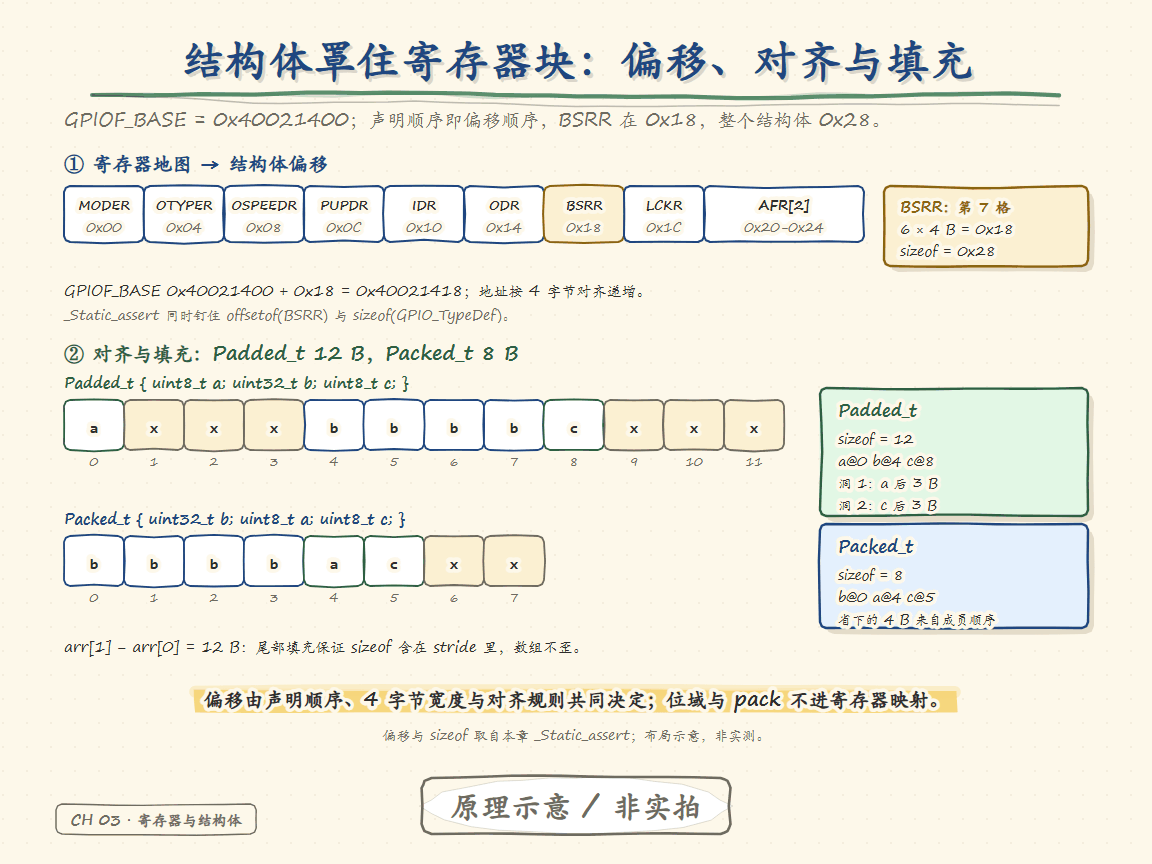 结构体罩住寄存器块：偏移、对齐与填充
GPIOF_BASE = 0x40021400；声明顺序即偏移顺序，BSRR 在 0x18，整个结构体 0x28。
① 寄存器地图 → 结构体偏移
MODER OTYPER OSPEEDR PUPDR IDR ODR BSRR LCKR AFR[2]
0x00 0x04 0x08 0x0C 0x10 0x14 0x18 0x1C 0x20-0x24
BSRR：第 7 格
6 × 4 B = 0x18
sizeof = 0x28
GPIOF_BASE 0x40021400 + 0x18 = 0x40021418；地址按 4 字节对齐递增。
_Static_assert 同时钉住 offsetof(BSRR) 与 sizeof(GPIO_TypeDef)。
② 对齐与填充：Padded_t 12 B，Packed_t 8 B
Padded_t { uint8_t a; uint32_t b; uint8_t c; }
a x x x b b b b c x x x
0 1 2 3 4 5 6 7 8 9 10 11
Padded_t
sizeof = 12
a@0 b@4 c@8
洞 1：a 后 3 B
洞 2：c 后 3 B
Packed_t { uint32_t b; uint8_t a; uint8_t c; }
b b b b a c x x
0 1 2 3 4 5 6 7
Packed_t
sizeof = 8
b@0 a@4 c@5
省下的 4 B 来自成员顺序
arr[1] - arr[0] = 12 B：尾部填充保证 sizeof 含在 stride 里，数组不歪。
偏移由声明顺序、4 字节宽度与对齐规则共同决定；位域与 pack 不进寄存器映射。
偏移与 sizeof 取自本章 _Static_assert；布局示意，非实测。
原理示意 / 非实拍
CH 03 · 寄存器与结构体